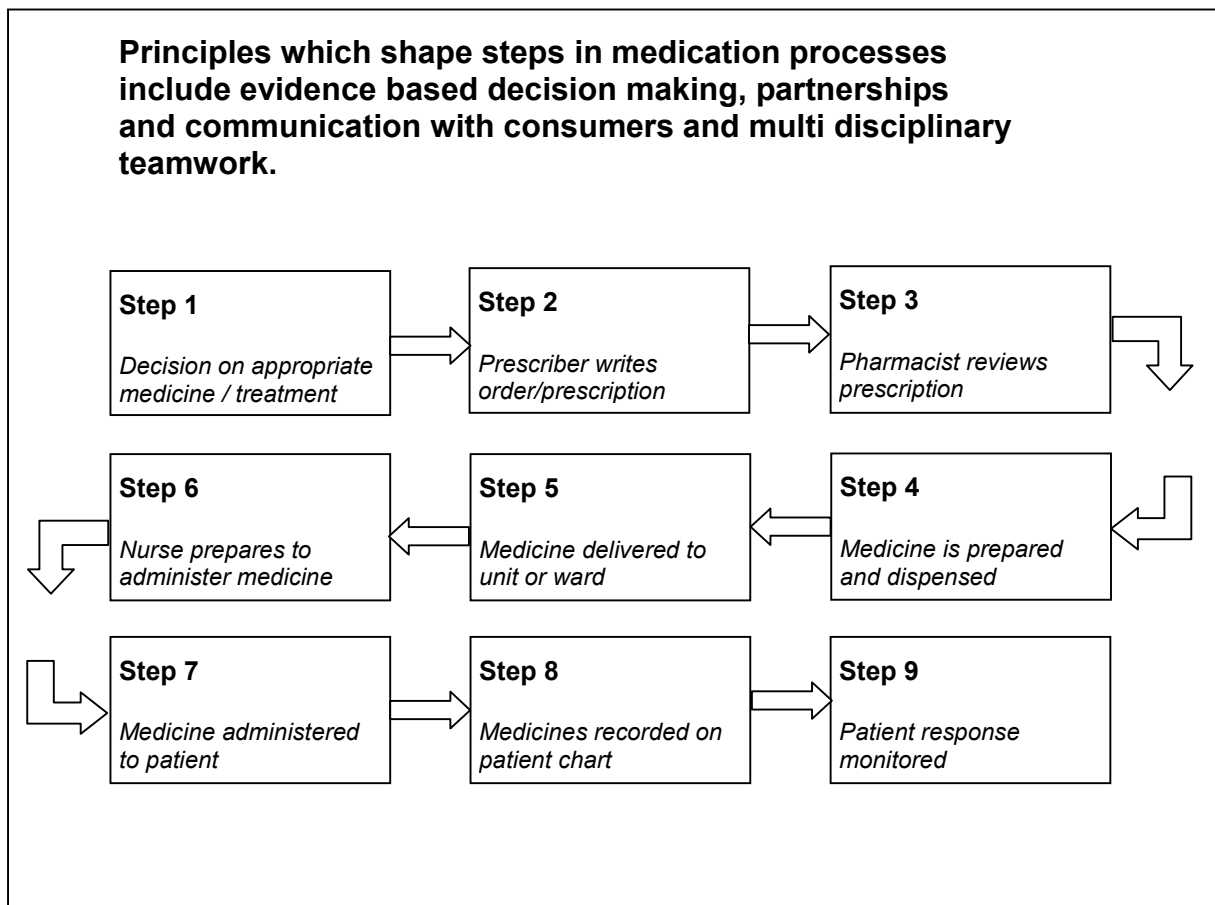 Principles which shape steps in medication processes
include evidence based decision making, partnerships
and communication with consumers and multi disciplinary
teamwork.
Step 1
Decision on appropriate
medicine / treatment
Step 2
Prescriber writes
order/prescription
Step 3
Pharmacist reviews
prescription
Step 4
Medicine is prepared
and dispensed
Step 5
Medicine delivered to
unit or ward
Step 6
Nurse prepares to
administer medicine
Step 7
Medicine administered
to patient
Step 8
Medicines recorded on
patient chart
Step 9
Patient response
monitored